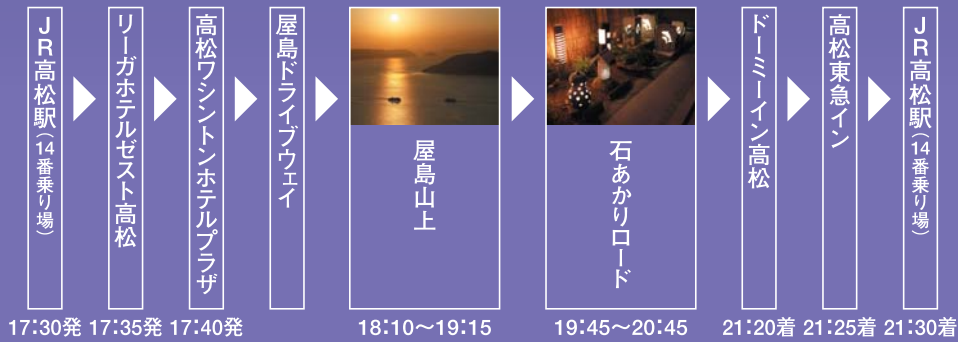 JR高松駅（14番乗り場）
リーガホテルゼスト高松
高松ワシントンホテルプラザ
屋島ドライブウェイ
屋島山上
石あかりロード
ドーミーイン高松
高松東急イン
JR高松駅（14番乗り場）
17:30発
17:35発
17:40発
18:10〜19:15
19:45〜20:45
21:20着
21:25着
21:30着